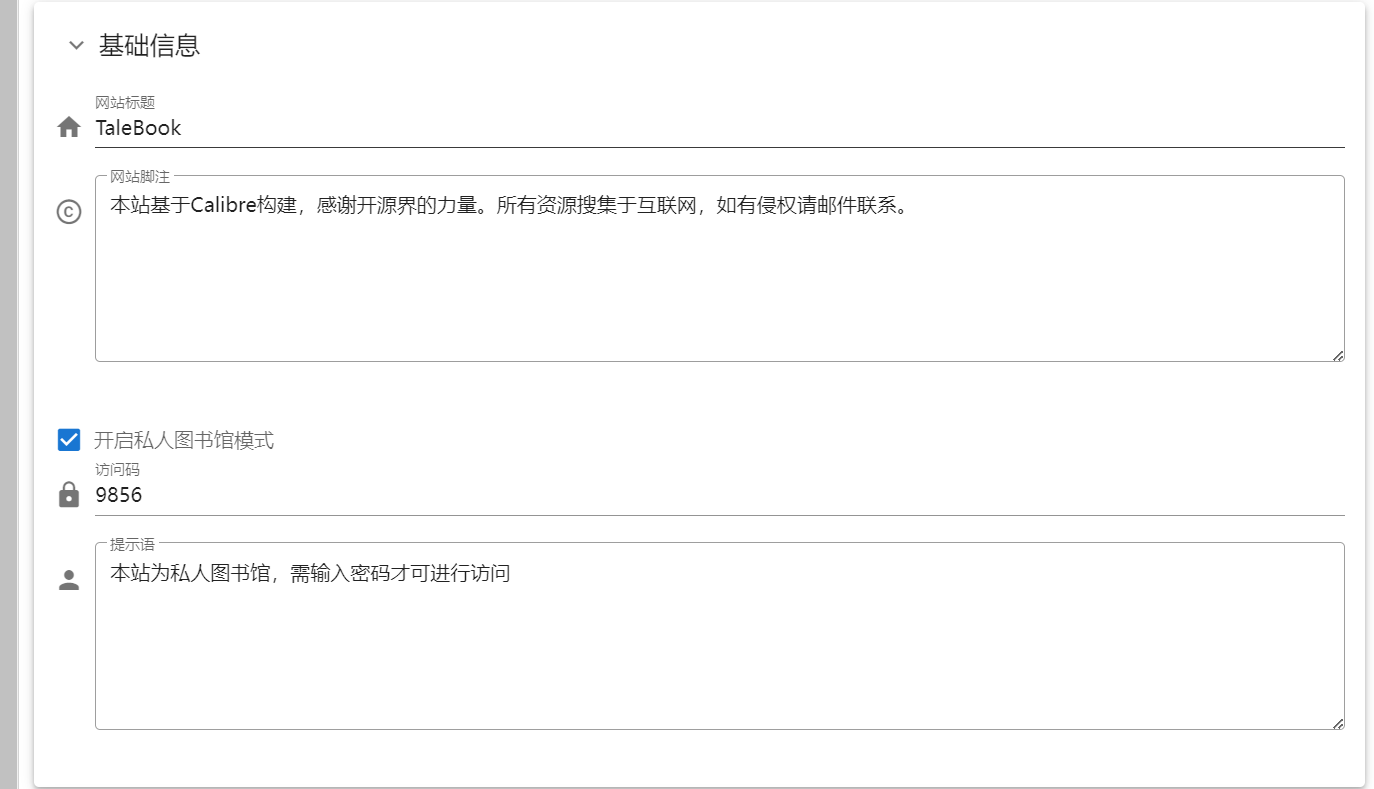 基础信息
网站标题
TaleBook
网站脚注
本站基于Calibre构建，感谢开源界的力量。所有资源搜集于互联网，如有侵权请邮件联系。
开启私人图书馆模式
访问码
9856
提示语
本站为私人图书馆，需输入密码才可进行访问